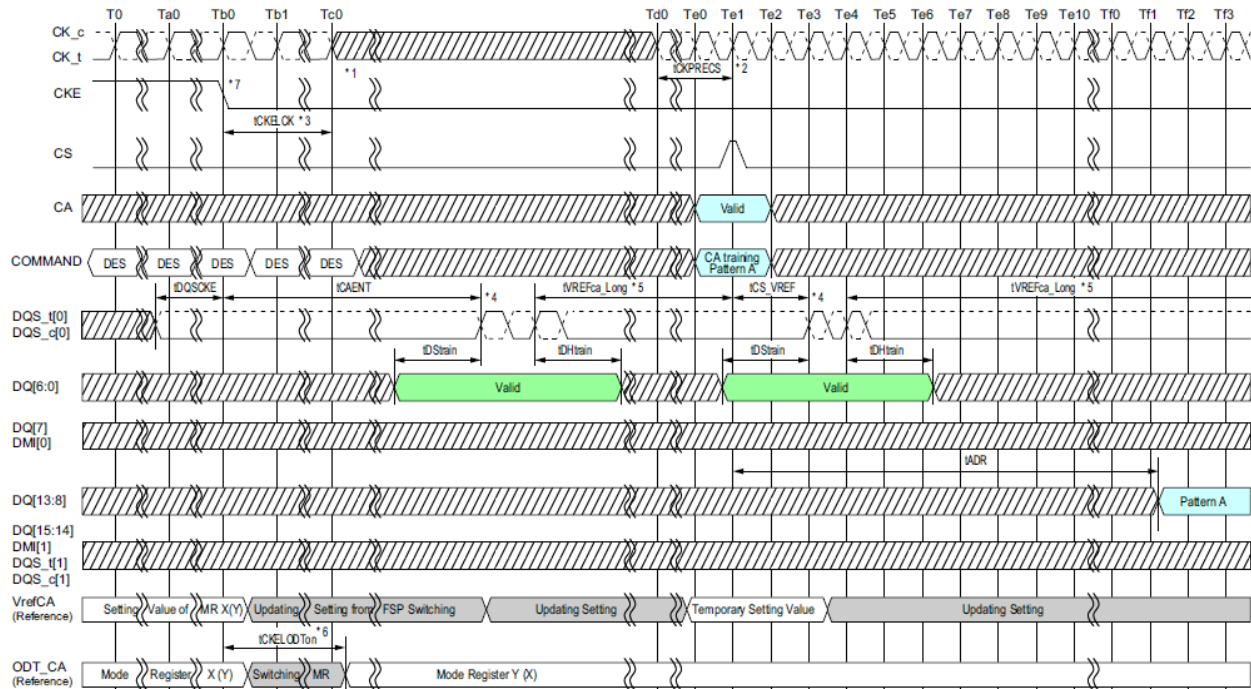 T0 Ta0 Tb0 Tb1 Tc0 Td0 Te0 Te1 Te2 Te3 Te4 Te5 Te6 Te7 Te8 Te9 Te10 Tf0 Tf1 Tf2 Tf3
CK_c
CK_t
*1 tCKPRECS *2
CKE *7
tCKELCK *3
CS
CA Valid
COMMAND DES DES DES DES DES CA training
Pattern A
tDQSCKE tCAENT *4 tVREFca_Long *5 tCS_VREF *4 tVREFca_Long *5
DQS_t[0]
DQS_c[0]
tDStrain tDHtrain tDStrain tDHtrain
DQ[6:0] Valid Valid
DQ[7]
DMI[0]
tADR
DQ[13:8] Pattern A
DQ[15:14]
DMI[1]
DQS_t[1]
DQS_c[1]
VrefCA
(Reference) Setting Value of MR X(Y) Updating Setting from FSP Switching Updating Setting Temporary Setting Value Updating Setting
tCKELODTon *6
ODT_CA
(Reference) Mode Register X (Y) Switching MR Mode Register Y (X)